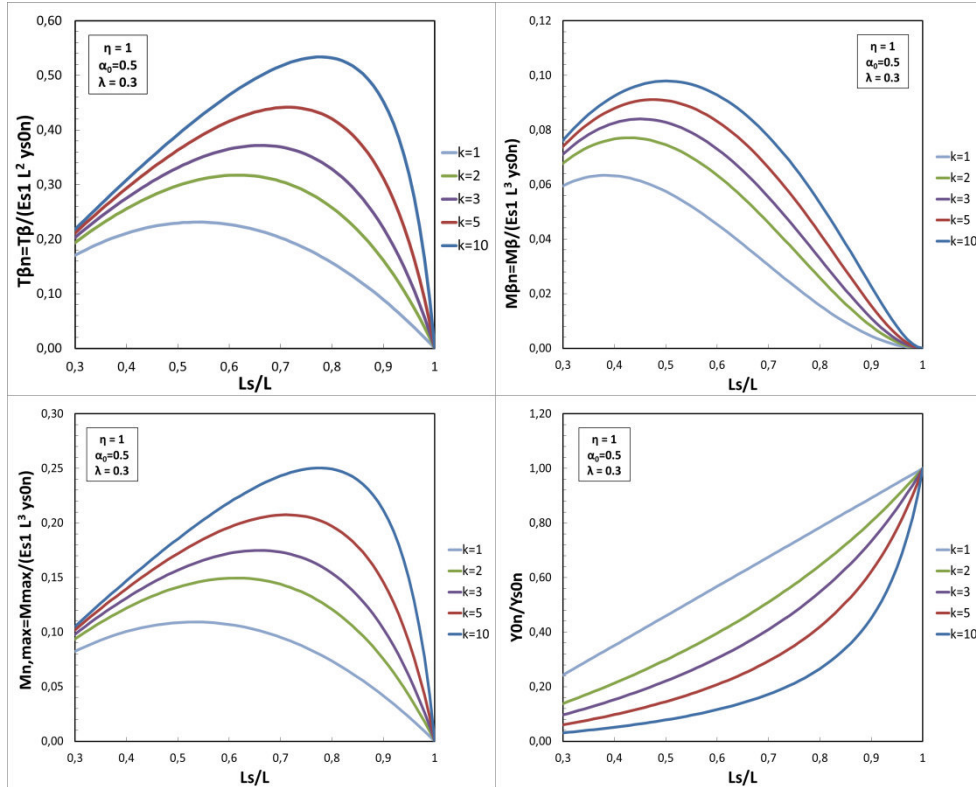 Tβn=Tβ/(Es1 L² ys0n)
0,60
0,50
0,40
0,30
0,20
0,10
0,00
η = 1
α₀=0.5
λ = 0.3
k=1
k=2
k=3
k=5
k=10
0,3 0,4 0,5 0,6 0,7 0,8 0,9 1
Ls/L
Mβn=Mβ/(Es1 L³ ys0n)
0,12
0,10
0,08
0,06
0,04
0,02
0,00
η = 1
α₀=0.5
λ = 0.3
k=1
k=2
k=3
k=5
k=10
0,3 0,4 0,5 0,6 0,7 0,8 0,9 1
Ls/L
Mn,max=Mmax/(Es1 L³ ys0n)
0,30
0,25
0,20
0,15
0,10
0,05
0,00
η = 1
α₀=0.5
λ = 0.3
k=1
k=2
k=3
k=5
k=10
0,3 0,4 0,5 0,6 0,7 0,8 0,9 1
Ls/L
Y0n/Ys0n
1,20
1,00
0,80
0,60
0,40
0,20
0,00
η = 1
α₀=0.5
λ = 0.3
k=1
k=2
k=3
k=5
k=10
0,3 0,4 0,5 0,6 0,7 0,8 0,9 1
Ls/L